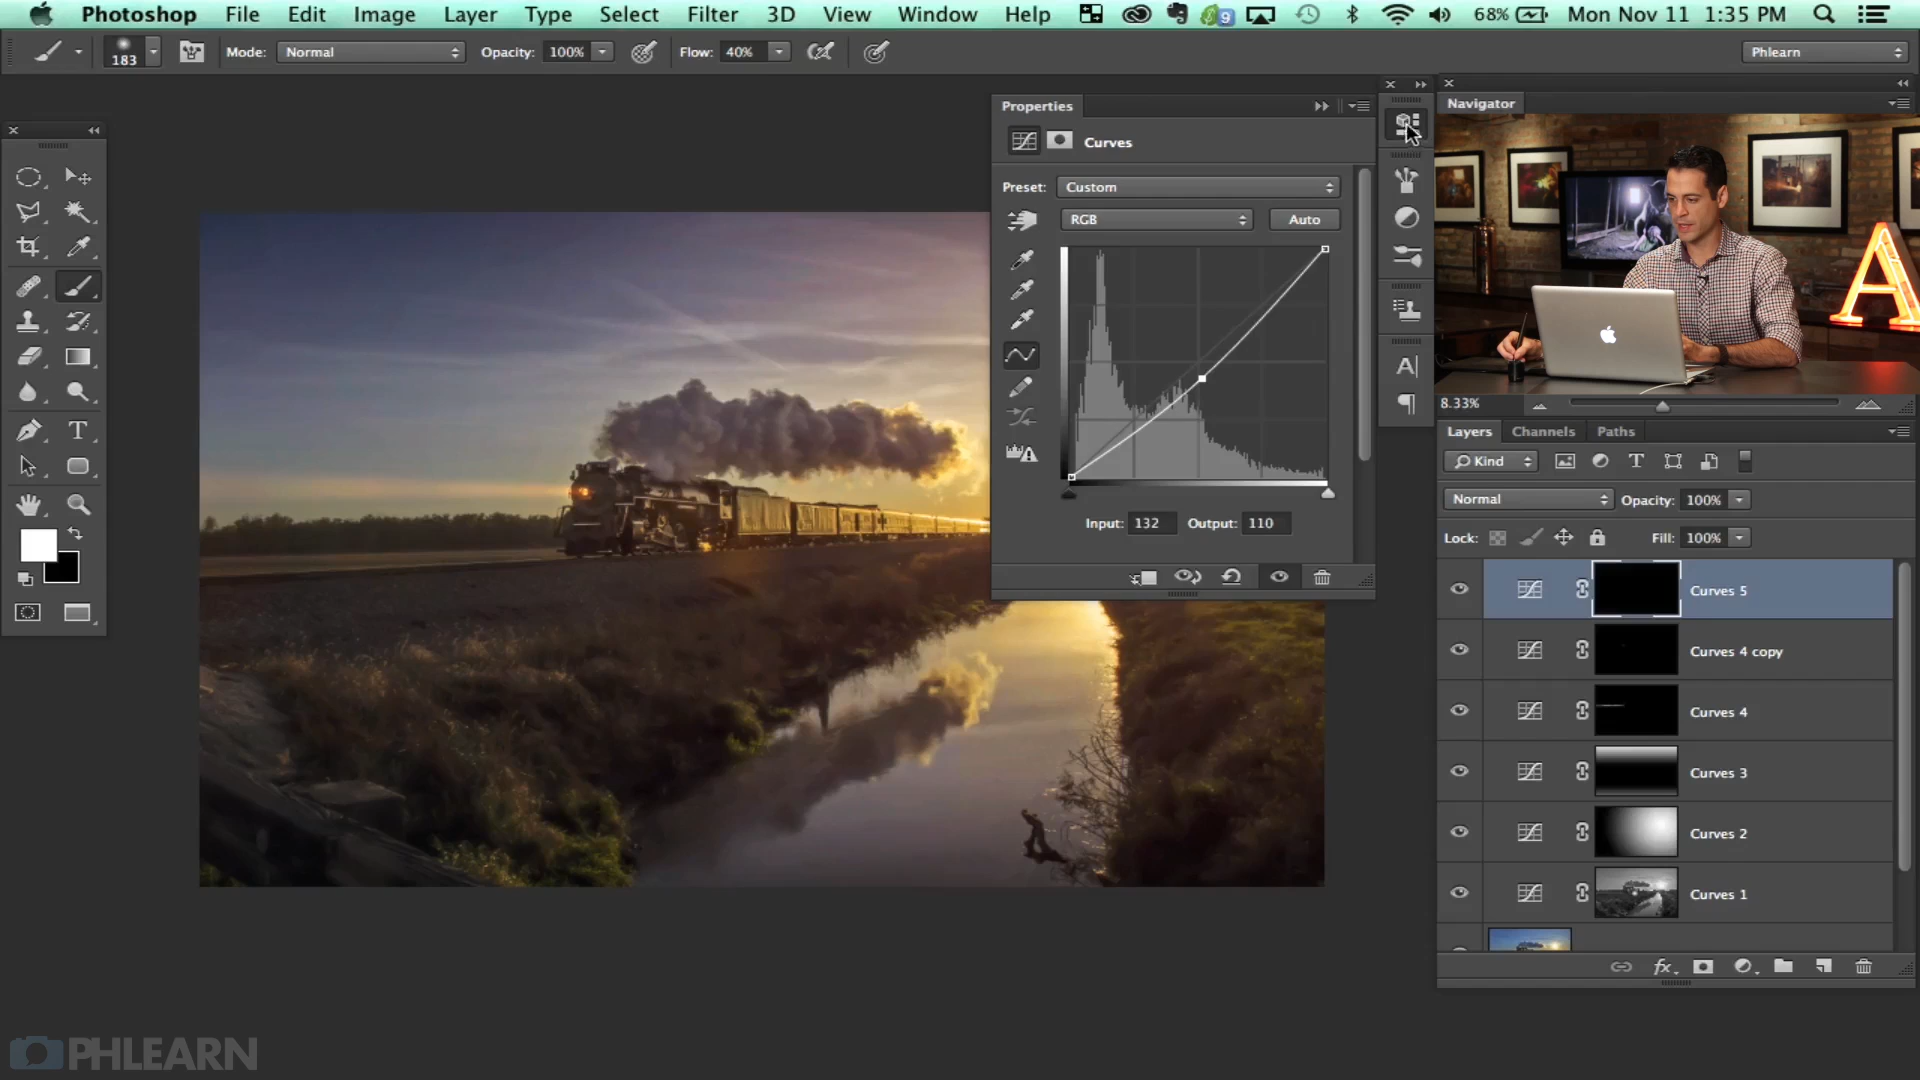 Photoshop File Edit Image Layer Type Select Filter 3D View Window Help 9 68% Mon Nov 11 1:35 PM
183 Mode: Normal Opacity: 100% Flow: 40% Phlearn
Properties
Curves
Preset: Custom
RGB Auto
Input: 132 Output: 110
Navigator
A
8.33%
Layers Channels Paths
Kind
Normal Opacity: 100%
Lock: Fill: 100%
Curves 5
Curves 4 copy
Curves 4
Curves 3
Curves 2
Curves 1
fx
PHLEARN